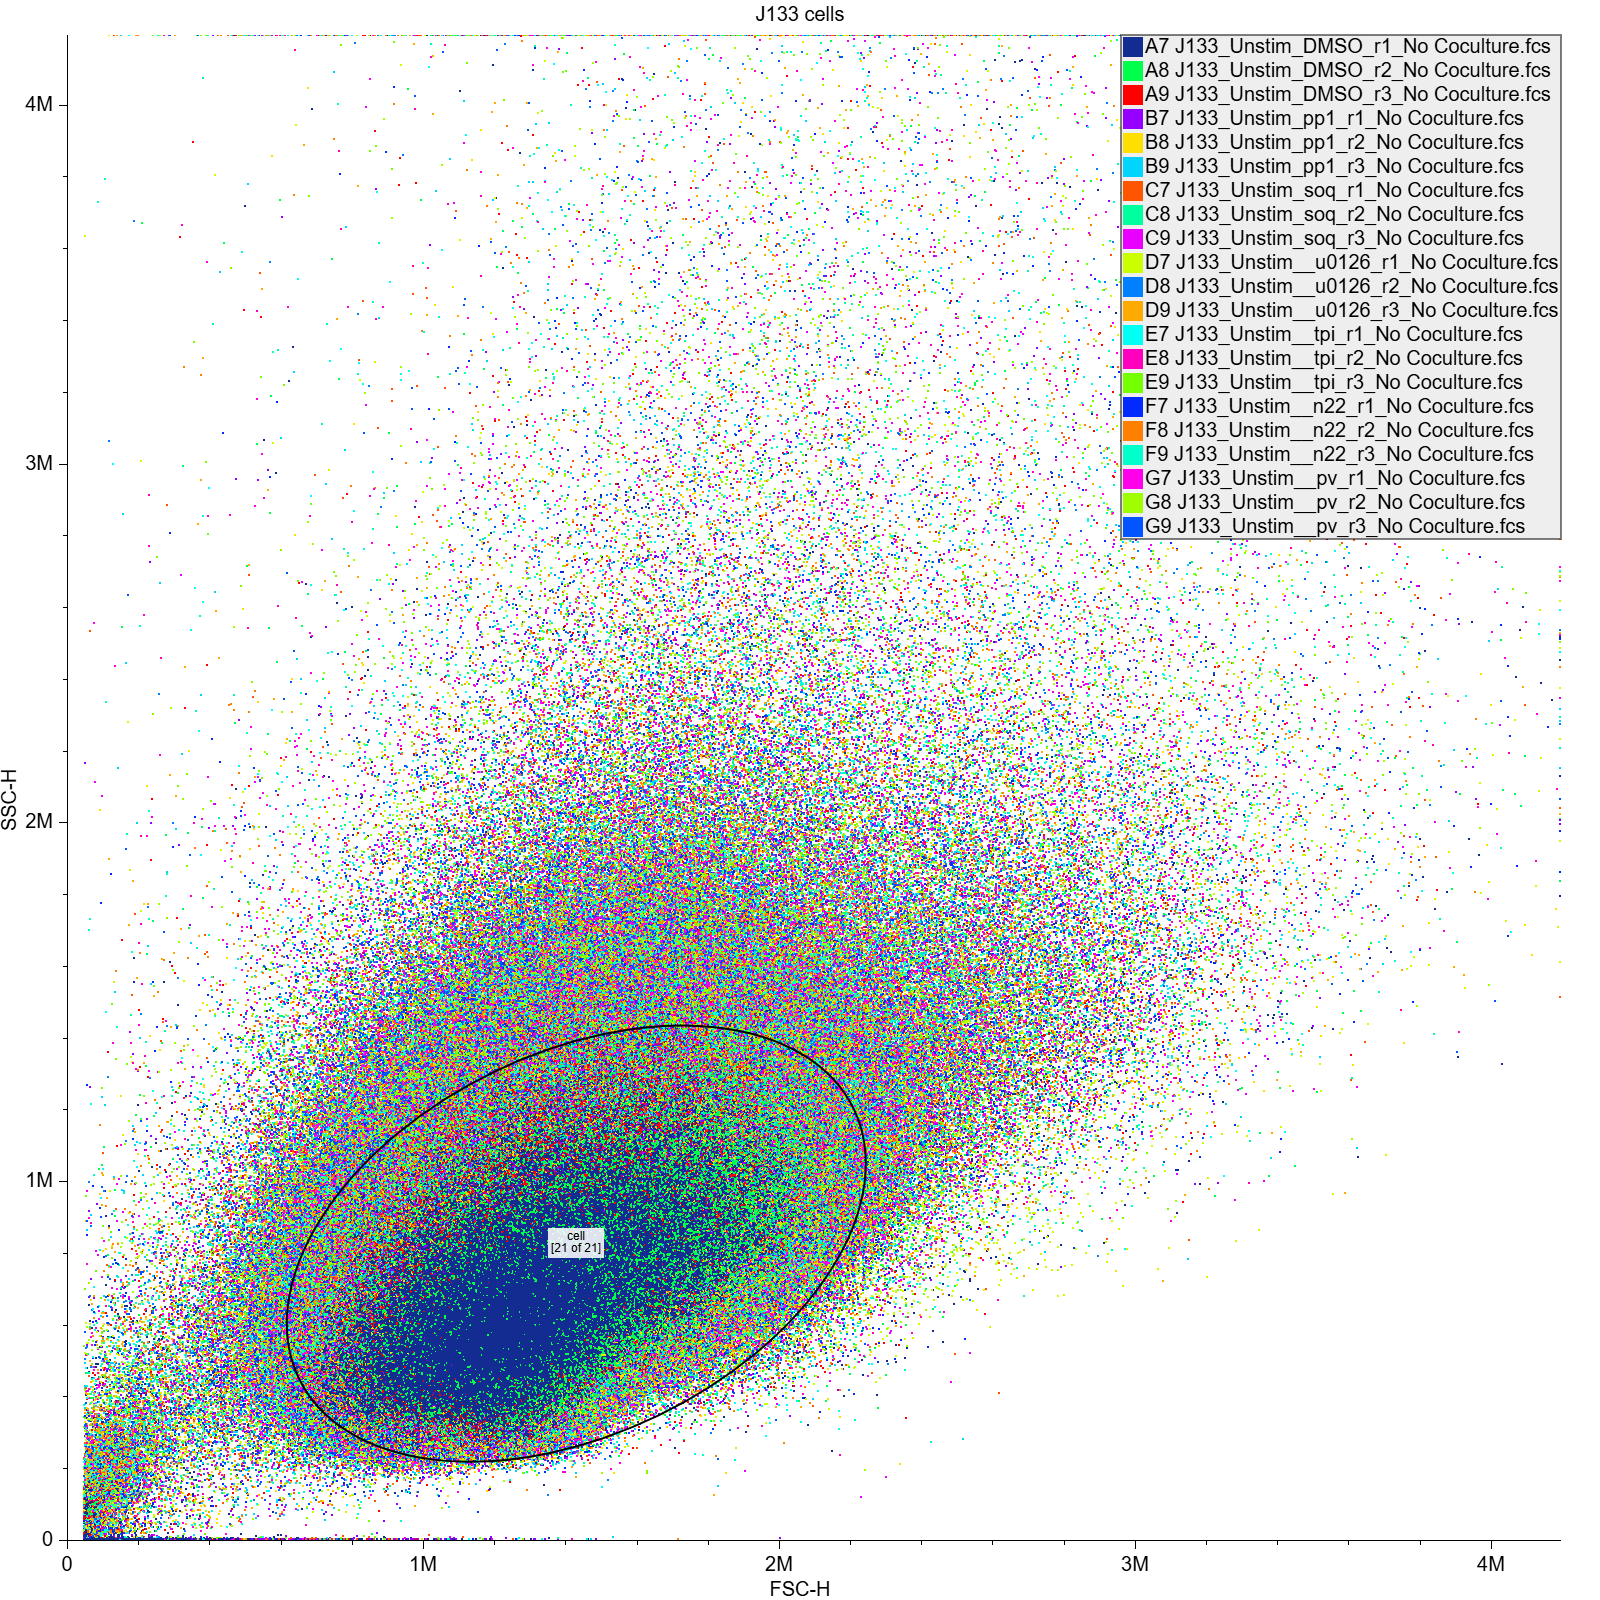 J133 cells
A7 J133_Unstim_DMSO_r1_No Coculture.fcs
A8 J133_Unstim_DMSO_r2_No Coculture.fcs
A9 J133_Unstim_DMSO_r3_No Coculture.fcs
B7 J133_Unstim_pp1_r1_No Coculture.fcs
B8 J133_Unstim_pp1_r2_No Coculture.fcs
B9 J133_Unstim_pp1_r3_No Coculture.fcs
C7 J133_Unstim_soq_r1_No Coculture.fcs
C8 J133_Unstim_soq_r2_No Coculture.fcs
C9 J133_Unstim_soq_r3_No Coculture.fcs
D7 J133_Unstim__u0126_r1_No Coculture.fcs
D8 J133_Unstim__u0126_r2_No Coculture.fcs
D9 J133_Unstim__u0126_r3_No Coculture.fcs
E7 J133_Unstim__tpi_r1_No Coculture.fcs
E8 J133_Unstim__tpi_r2_No Coculture.fcs
E9 J133_Unstim__tpi_r3_No Coculture.fcs
F7 J133_Unstim__n22_r1_No Coculture.fcs
F8 J133_Unstim__n22_r2_No Coculture.fcs
F9 J133_Unstim__n22_r3_No Coculture.fcs
G7 J133_Unstim__pv_r1_No Coculture.fcs
G8 J133_Unstim__pv_r2_No Coculture.fcs
G9 J133_Unstim__pv_r3_No Coculture.fcs
4M
3M
SSC-H
2M
1M
cell
[21 of 21]
0
0 1M 2M 3M 4M
FSC-H